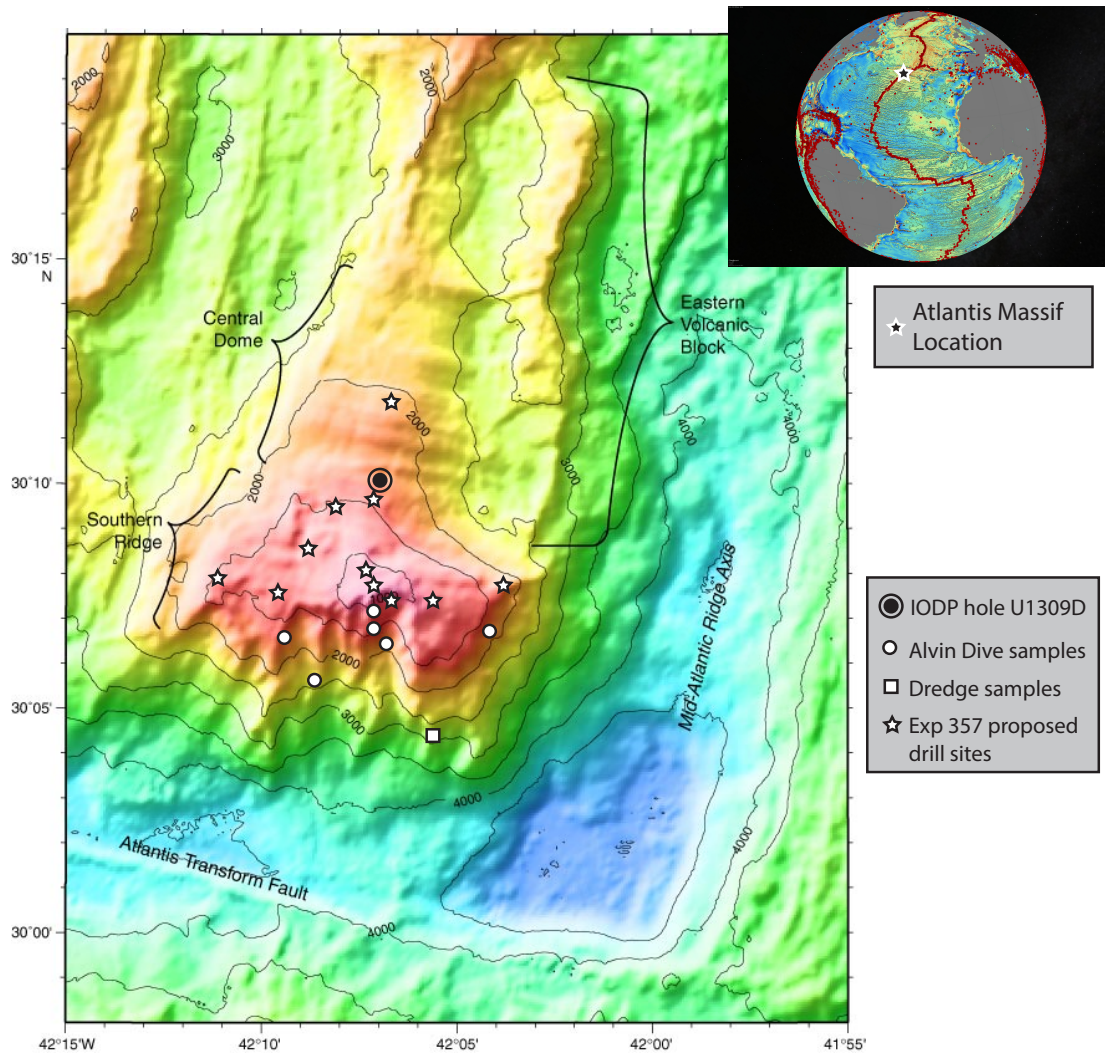 2000
2000
3000
30°15'
N
Central
Dome
Eastern
Volcanic
Block
Atlantis Massif
Location
2000
4000
4000
3000
30°10'
2000
Southern
Ridge
Mid-Atlantic Ridge Axis
IODP hole U1309D
Alvin Dive samples
Dredge samples
Exp 357 proposed
drill sites
2000
30°05'
3000
4000
4000
Atlantis Transform Fault
30°00'
4000
42°15'W
42°10'
42°05'
42°00'
41°55'